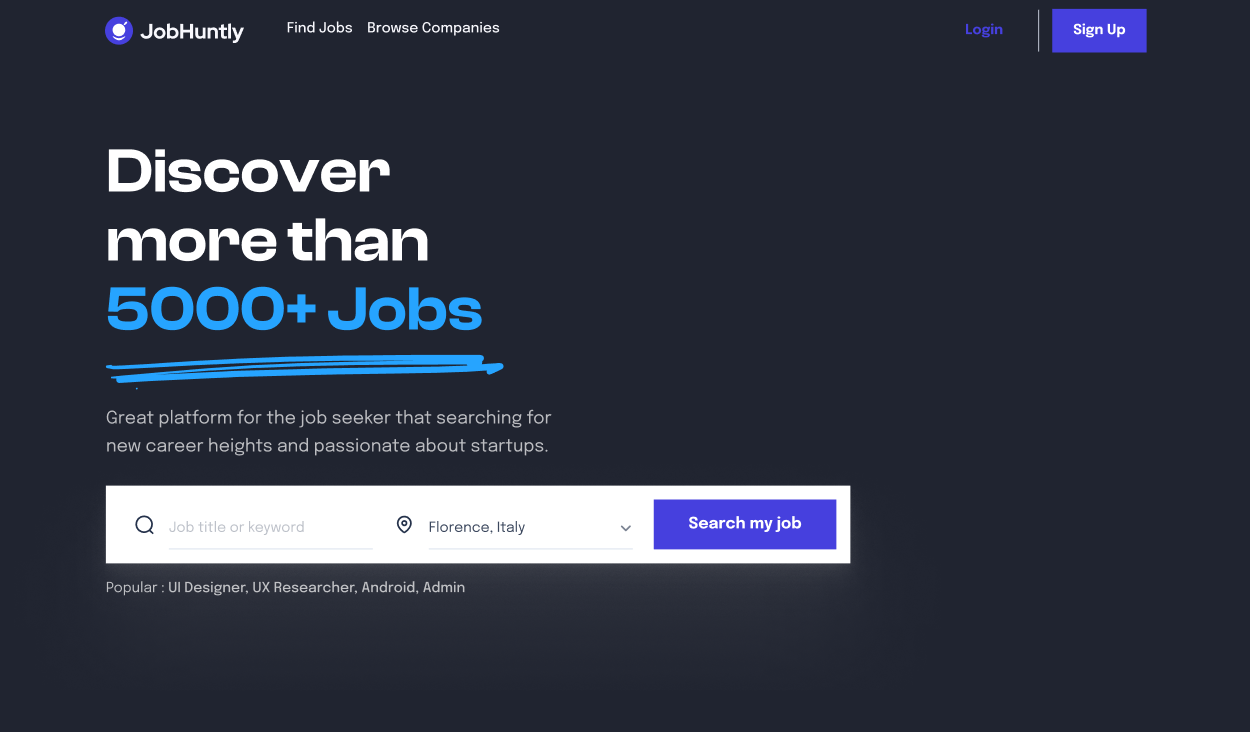 JobHuntly
Find Jobs
Browse Companies
Login
Sign Up
Discover
more than
5000+ Jobs
Great platform for the job seeker that searching for
new career heights and passionate about startups.
Job title or keyword
Florence, Italy
Search my job
Popular : UI Designer, UX Researcher, Android, Admin